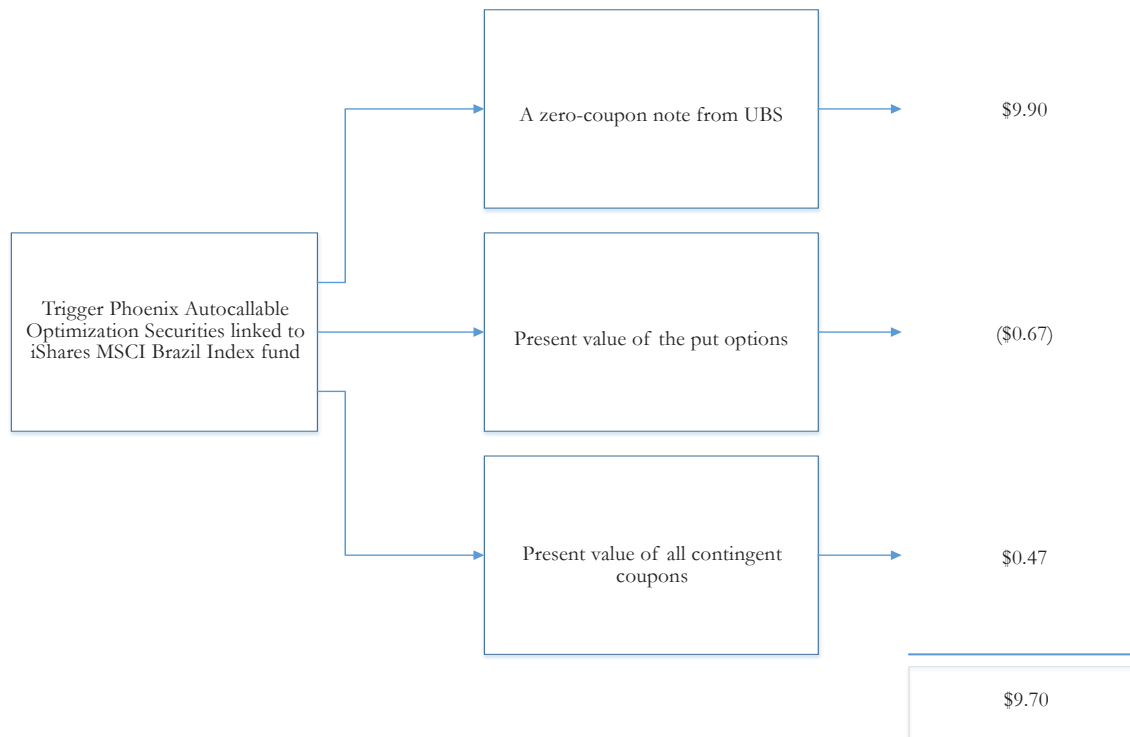 A zero-coupon note from UBS
$9.90
Trigger Phoenix Autocallable
Optimization Securities linked to
iShares MSCI Brazil Index fund
Present value of the put options
($0.67)
Present value of all contingent
coupons
$0.47
$9.70